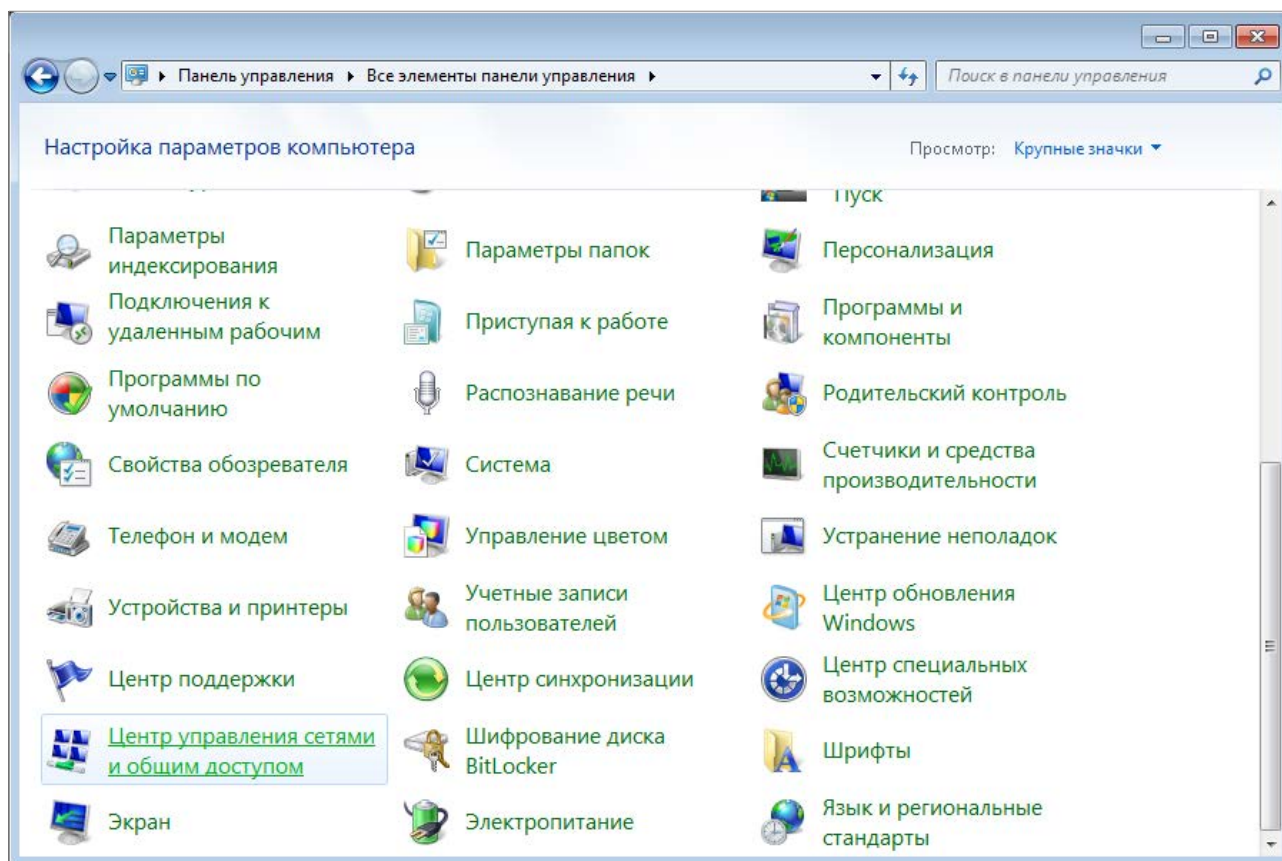 Панель управления Все элементы панели управления
Поиск в панели управления
Настройка параметров компьютера
Просмотр: Крупные значки
Пуск
Параметры
индексирования
Параметры папок
Персонализация
Подключения к
удаленным рабочим
Приступая к работе
Программы и
компоненты
Программы по
умолчанию
Распознавание речи
Родительский контроль
Свойства обозревателя
Система
Счетчики и средства
производительности
Телефон и модем
Управление цветом
Устранение неполадок
Устройства и принтеры
Учетные записи
пользователей
Центр обновления
Windows
Центр поддержки
Центр синхронизации
Центр специальных
возможностей
Центр управления сетями
и общим доступом
Шифрование диска
BitLocker
Шрифты
Экран
Электропитание
Язык и региональные
стандарты